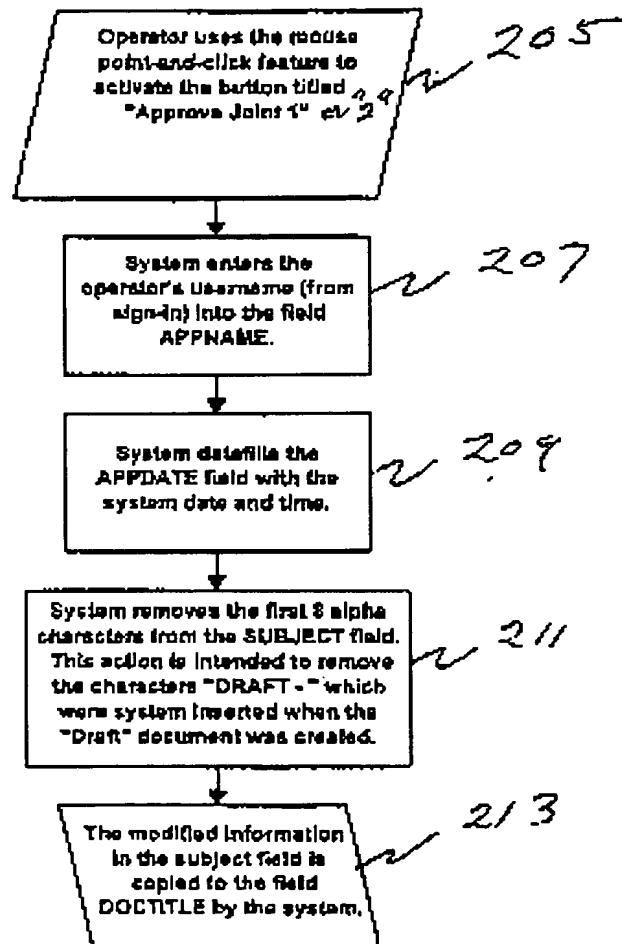 Operator uses the mouse
point-and-click feature to
activate the button titled
"Approve Joint 1"
205
System enters the
operator's username (from
sign-in) into the field
APPNAME.
207
System datafills the
APPDATE field with the
system date and time.
209
System removes the first 8 alpha
characters from the SUBJECT field.
This action is intended to remove
the characters "DRAFT - " which
were system inserted when the
"Draft" document was created.
211
The modified information
in the subject field is
copied to the field
DOCTITLE by the system.
213